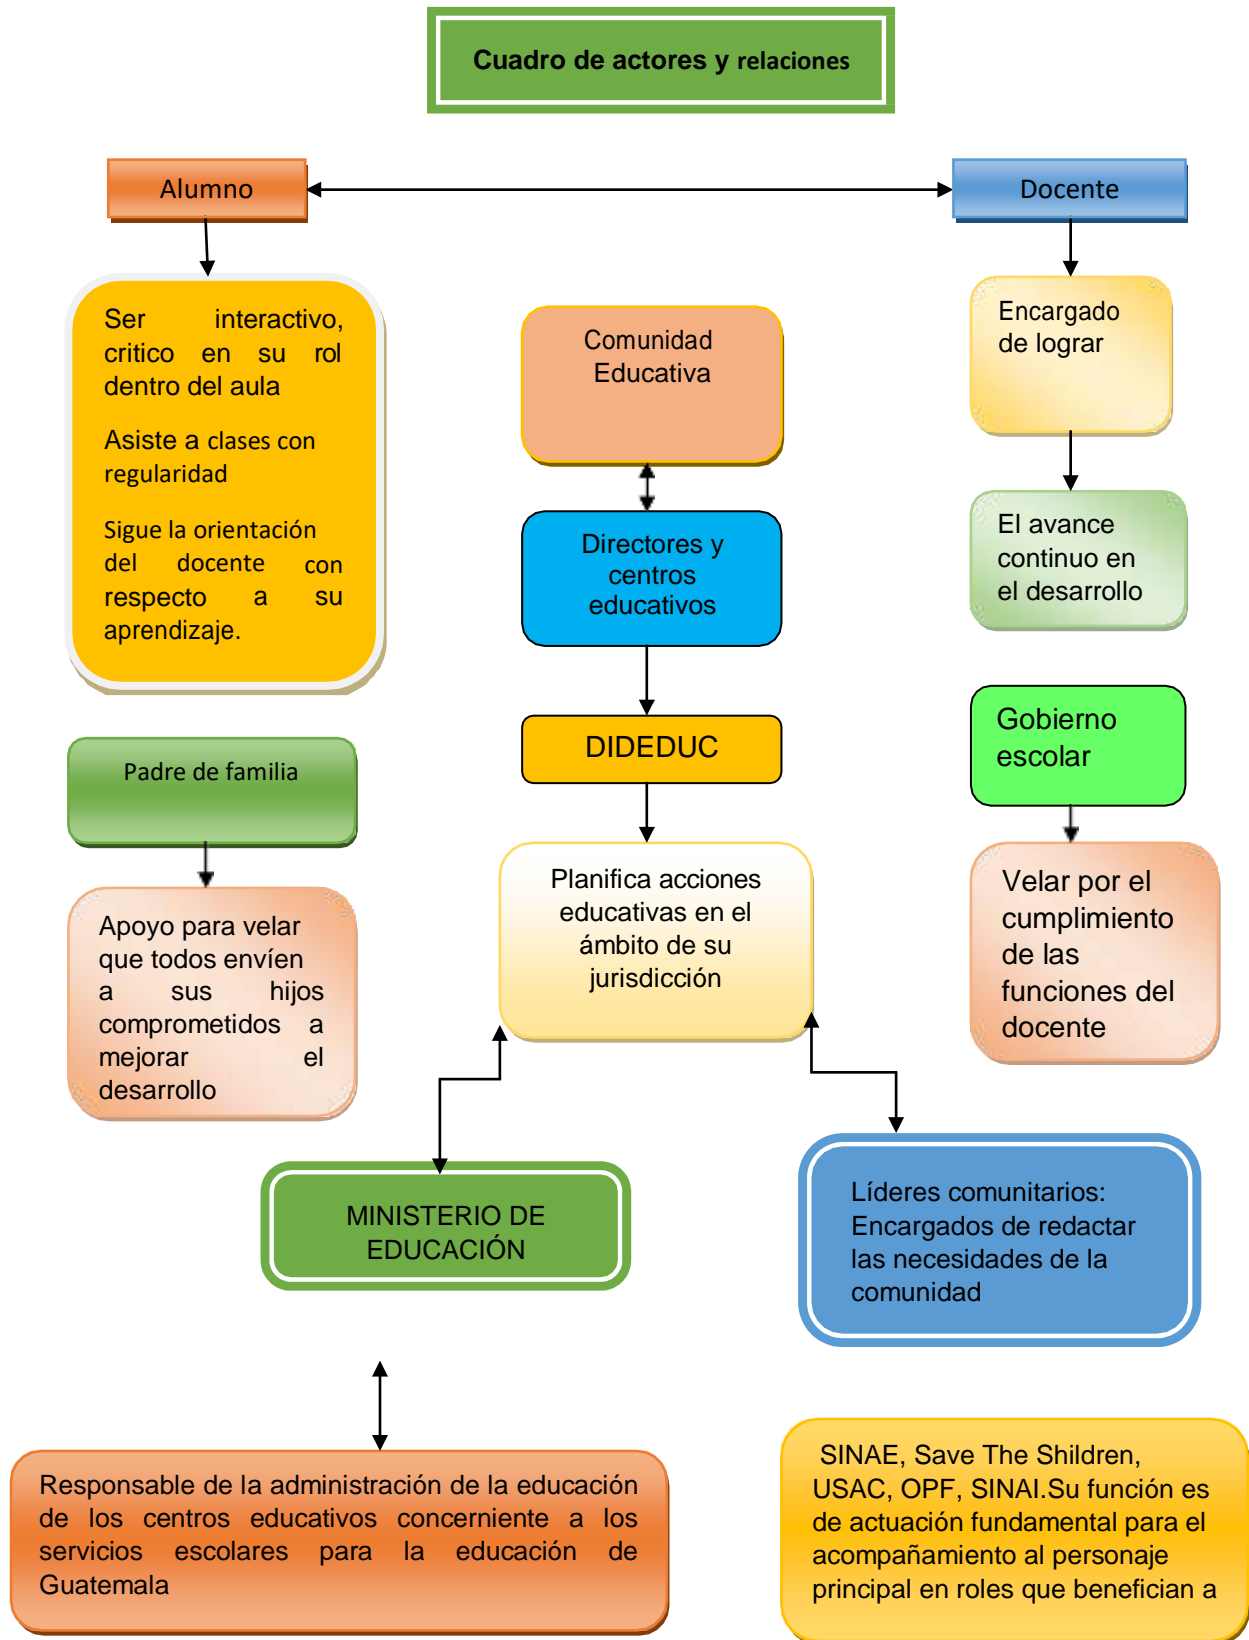 Cuadro de actores y relaciones
Alumno
Docente
Ser interactivo,
critico en su rol
dentro del aula
Asiste a clases con
regularidad
Sigue la orientación
del docente con
respecto a su
aprendizaje.
Comunidad
Educativa
Encargado
de lograr
Directores y
centros
educativos
El avance
continuo en
el desarrollo
DIDEDUC
Gobierno
escolar
Padre de familia
Planifica acciones
educativas en el
ámbito de su
jurisdicción
Velar por el
cumplimiento
de las
funciones del
docente
Apoyo para velar
que todos envíen
a sus hijos
comprometidos a
mejorar el
desarrollo
MINISTERIO DE
EDUCACIÓN
Líderes comunitarios:
Encargados de redactar
las necesidades de la
comunidad
Responsable de la administración de la educación
de los centros educativos concerniente a los
servicios escolares para la educación de
Guatemala
SINAE, Save The Shildren,
USAC, OPF, SINAI.Su función es
de actuación fundamental para el
acompañamiento al personaje
principal en roles que benefician a